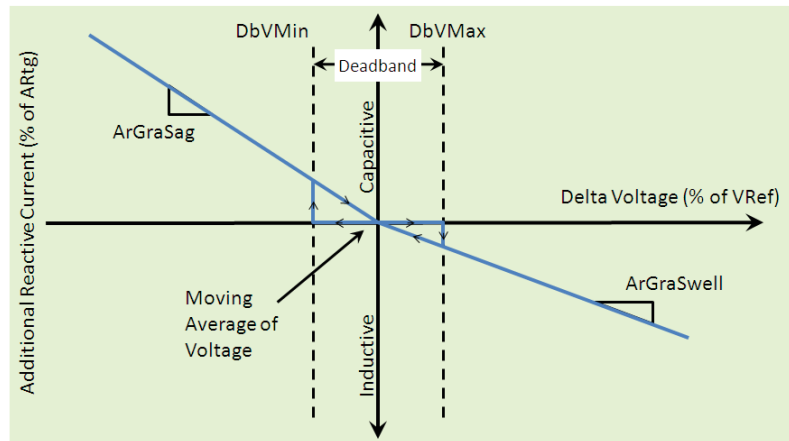 DbVMin
DbVMax
Deadband
Additional Reactive Current (% of ARtg)
ArGraSag
Capacitive
Delta Voltage (% of VRef)
Moving
Average of
Voltage
Inductive
ArGraSwell